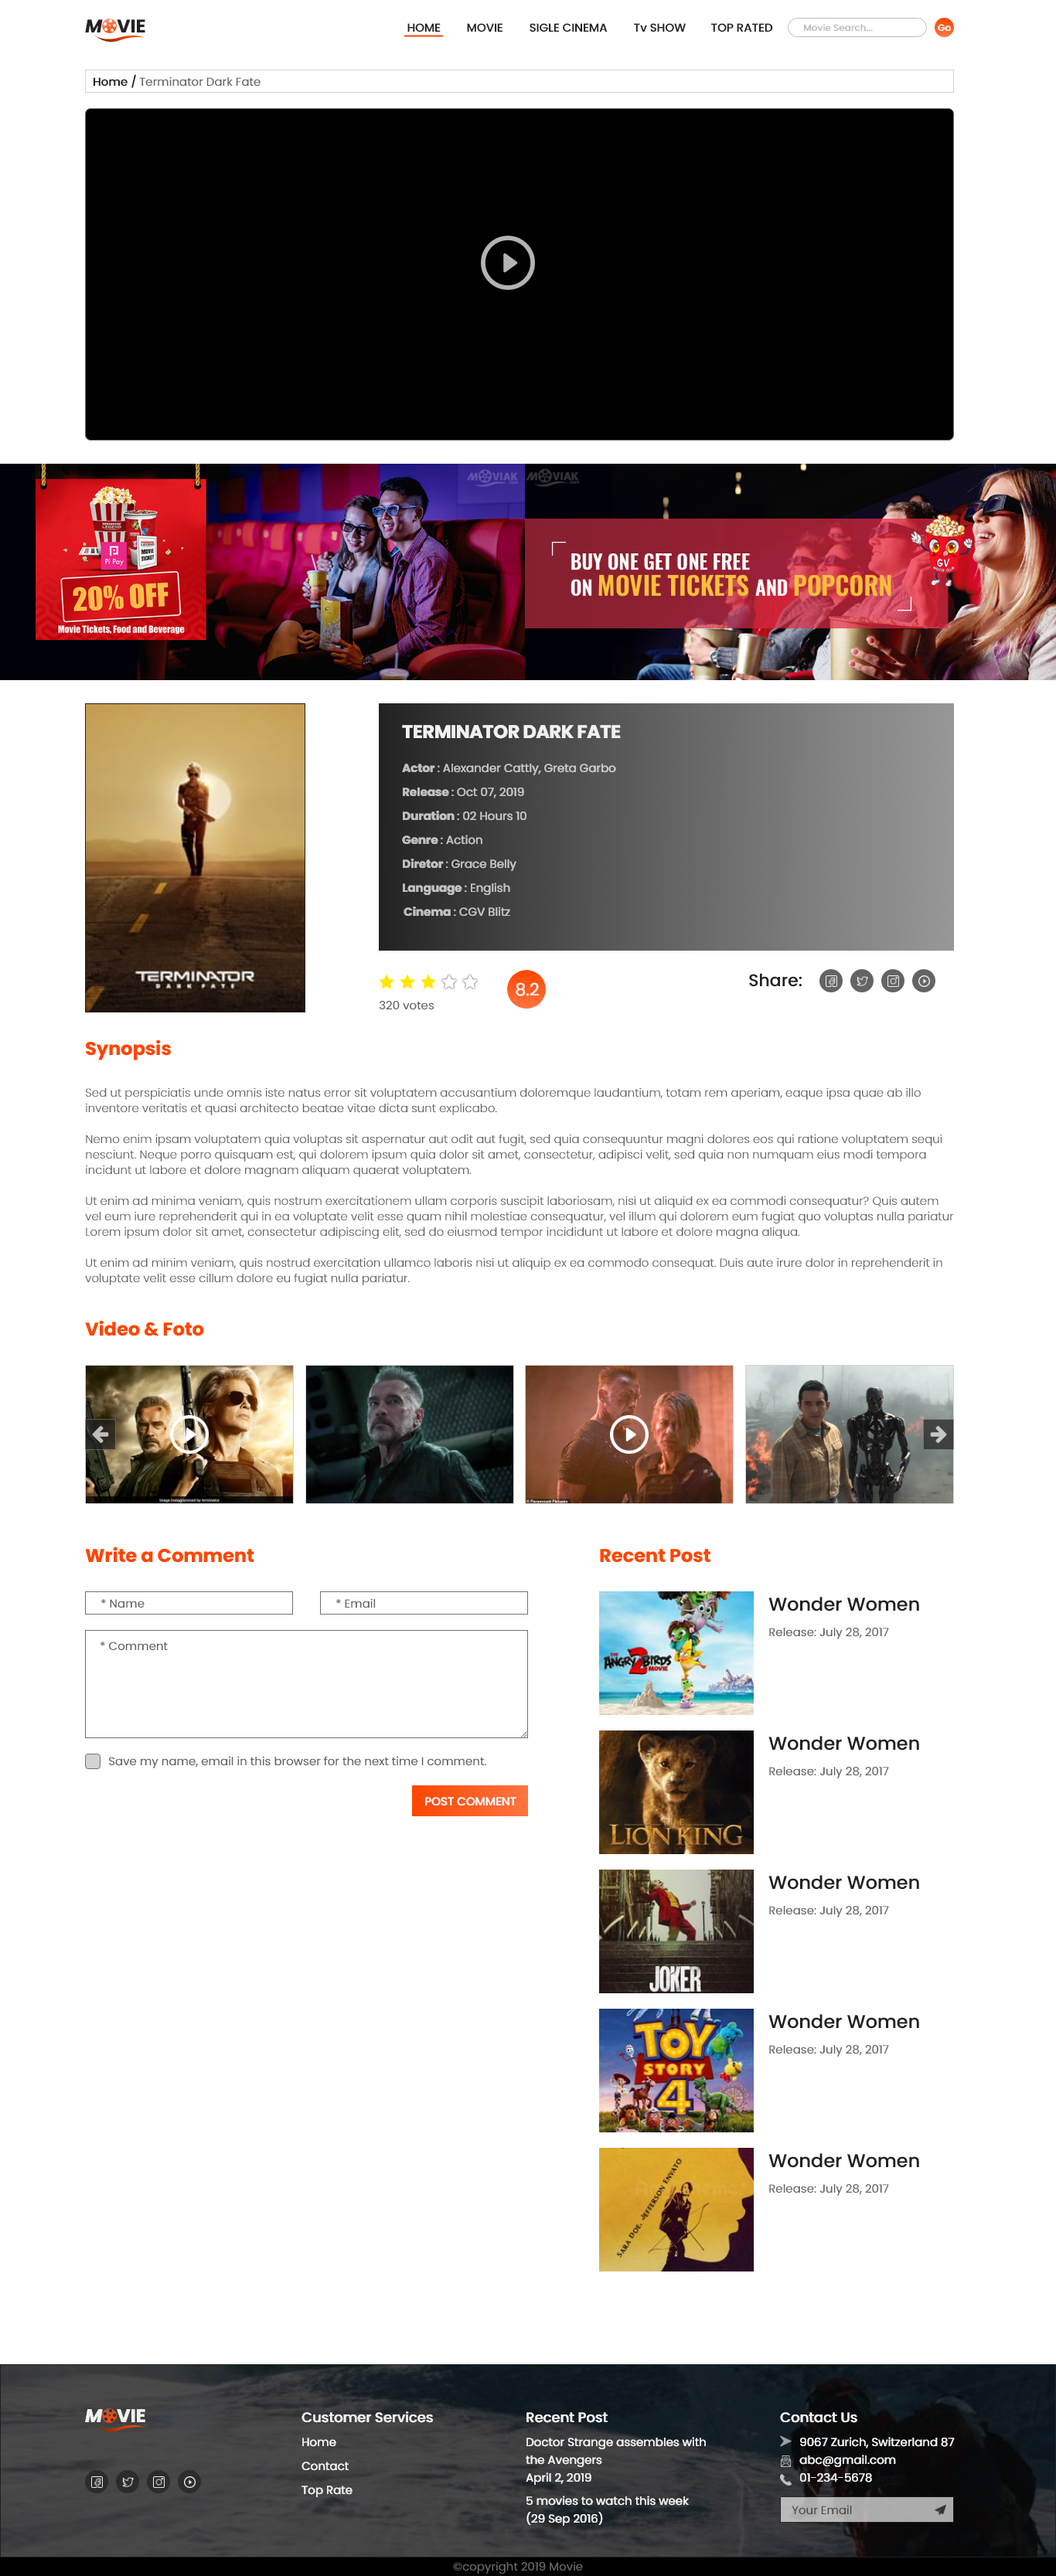 MOVIE
HOME MOVIE SIGLE CINEMA Tv SHOW TOP RATED Movie Search... Go
Home / Terminator Dark Fate
MOVIAK
MOVIAK
Pi Pay
MOVIE TICKET
20% OFF
Movie Tickets, Food and Beverage
BUY ONE GET ONE FREE
ON MOVIE TICKETS AND POPCORN
GV
TERMINATOR
DARK FATE
TERMINATOR DARK FATE
Actor : Alexander Cattly, Greta Garbo
Release : Oct 07, 2019
Duration : 02 Hours 10
Genre : Action
Diretor : Grace Belly
Language : English
Cinema : CGV Blitz
8.2
320 votes
Share:
Synopsis
Sed ut perspiciatis unde omnis iste natus error sit voluptatem accusantium doloremque laudantium, totam rem aperiam, eaque ipsa quae ab illo
inventore veritatis et quasi architecto beatae vitae dicta sunt explicabo.
Nemo enim ipsam voluptatem quia voluptas sit aspernatur aut odit aut fugit, sed quia consequuntur magni dolores eos qui ratione voluptatem sequi
nesciunt. Neque porro quisquam est, qui dolorem ipsum quia dolor sit amet, consectetur, adipisci velit, sed quia non numquam eius modi tempora
incidunt ut labore et dolore magnam aliquam quaerat voluptatem.
Ut enim ad minima veniam, quis nostrum exercitationem ullam corporis suscipit laboriosam, nisi ut aliquid ex ea commodi consequatur? Quis autem
vel eum iure reprehenderit qui in ea voluptate velit esse quam nihil molestiae consequatur, vel illum qui dolorem eum fugiat quo voluptas nulla pariatur
Lorem ipsum dolor sit amet, consectetur adipiscing elit, sed do eiusmod tempor incididunt ut labore et dolore magna aliqua.
Ut enim ad minim veniam, quis nostrud exercitation ullamco laboris nisi ut aliquip ex ea commodo consequat. Duis aute irure dolor in reprehenderit in
voluptate velit esse cillum dolore eu fugiat nulla pariatur.
Video & Foto
© Paramount Pictures
Write a Comment
* Name
* Email
* Comment
Save my name, email in this browser for the next time I comment.
POST COMMENT
Recent Post
THE ANGRY BIRDS 2 MOVIE
Wonder Women
Release: July 28, 2017
THE
LION KING
Wonder Women
Release: July 28, 2017
JOKER
Wonder Women
Release: July 28, 2017
TOY
STORY
4
Wonder Women
Release: July 28, 2017
SARA DOE. JEFFERSON ENVATO
Wonder Women
Release: July 28, 2017
MOVIE
Customer Services
Home
Contact
Top Rate
Recent Post
Doctor Strange assembles with
the Avengers
April 2, 2019
5 movies to watch this week
(29 Sep 2016)
Contact Us
9067 Zurich, Switzerland 87
abc@gmail.com
01-234-5678
Your Email
©copyright 2019 Movie